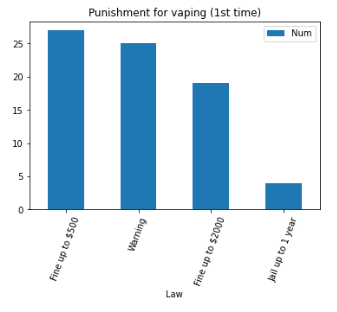 Punishment for vaping (1st time)
Num
25
20
15
10
5
0
Fine up to $500
Warning
Fine up to $2000
Jail up to 1 year
Law